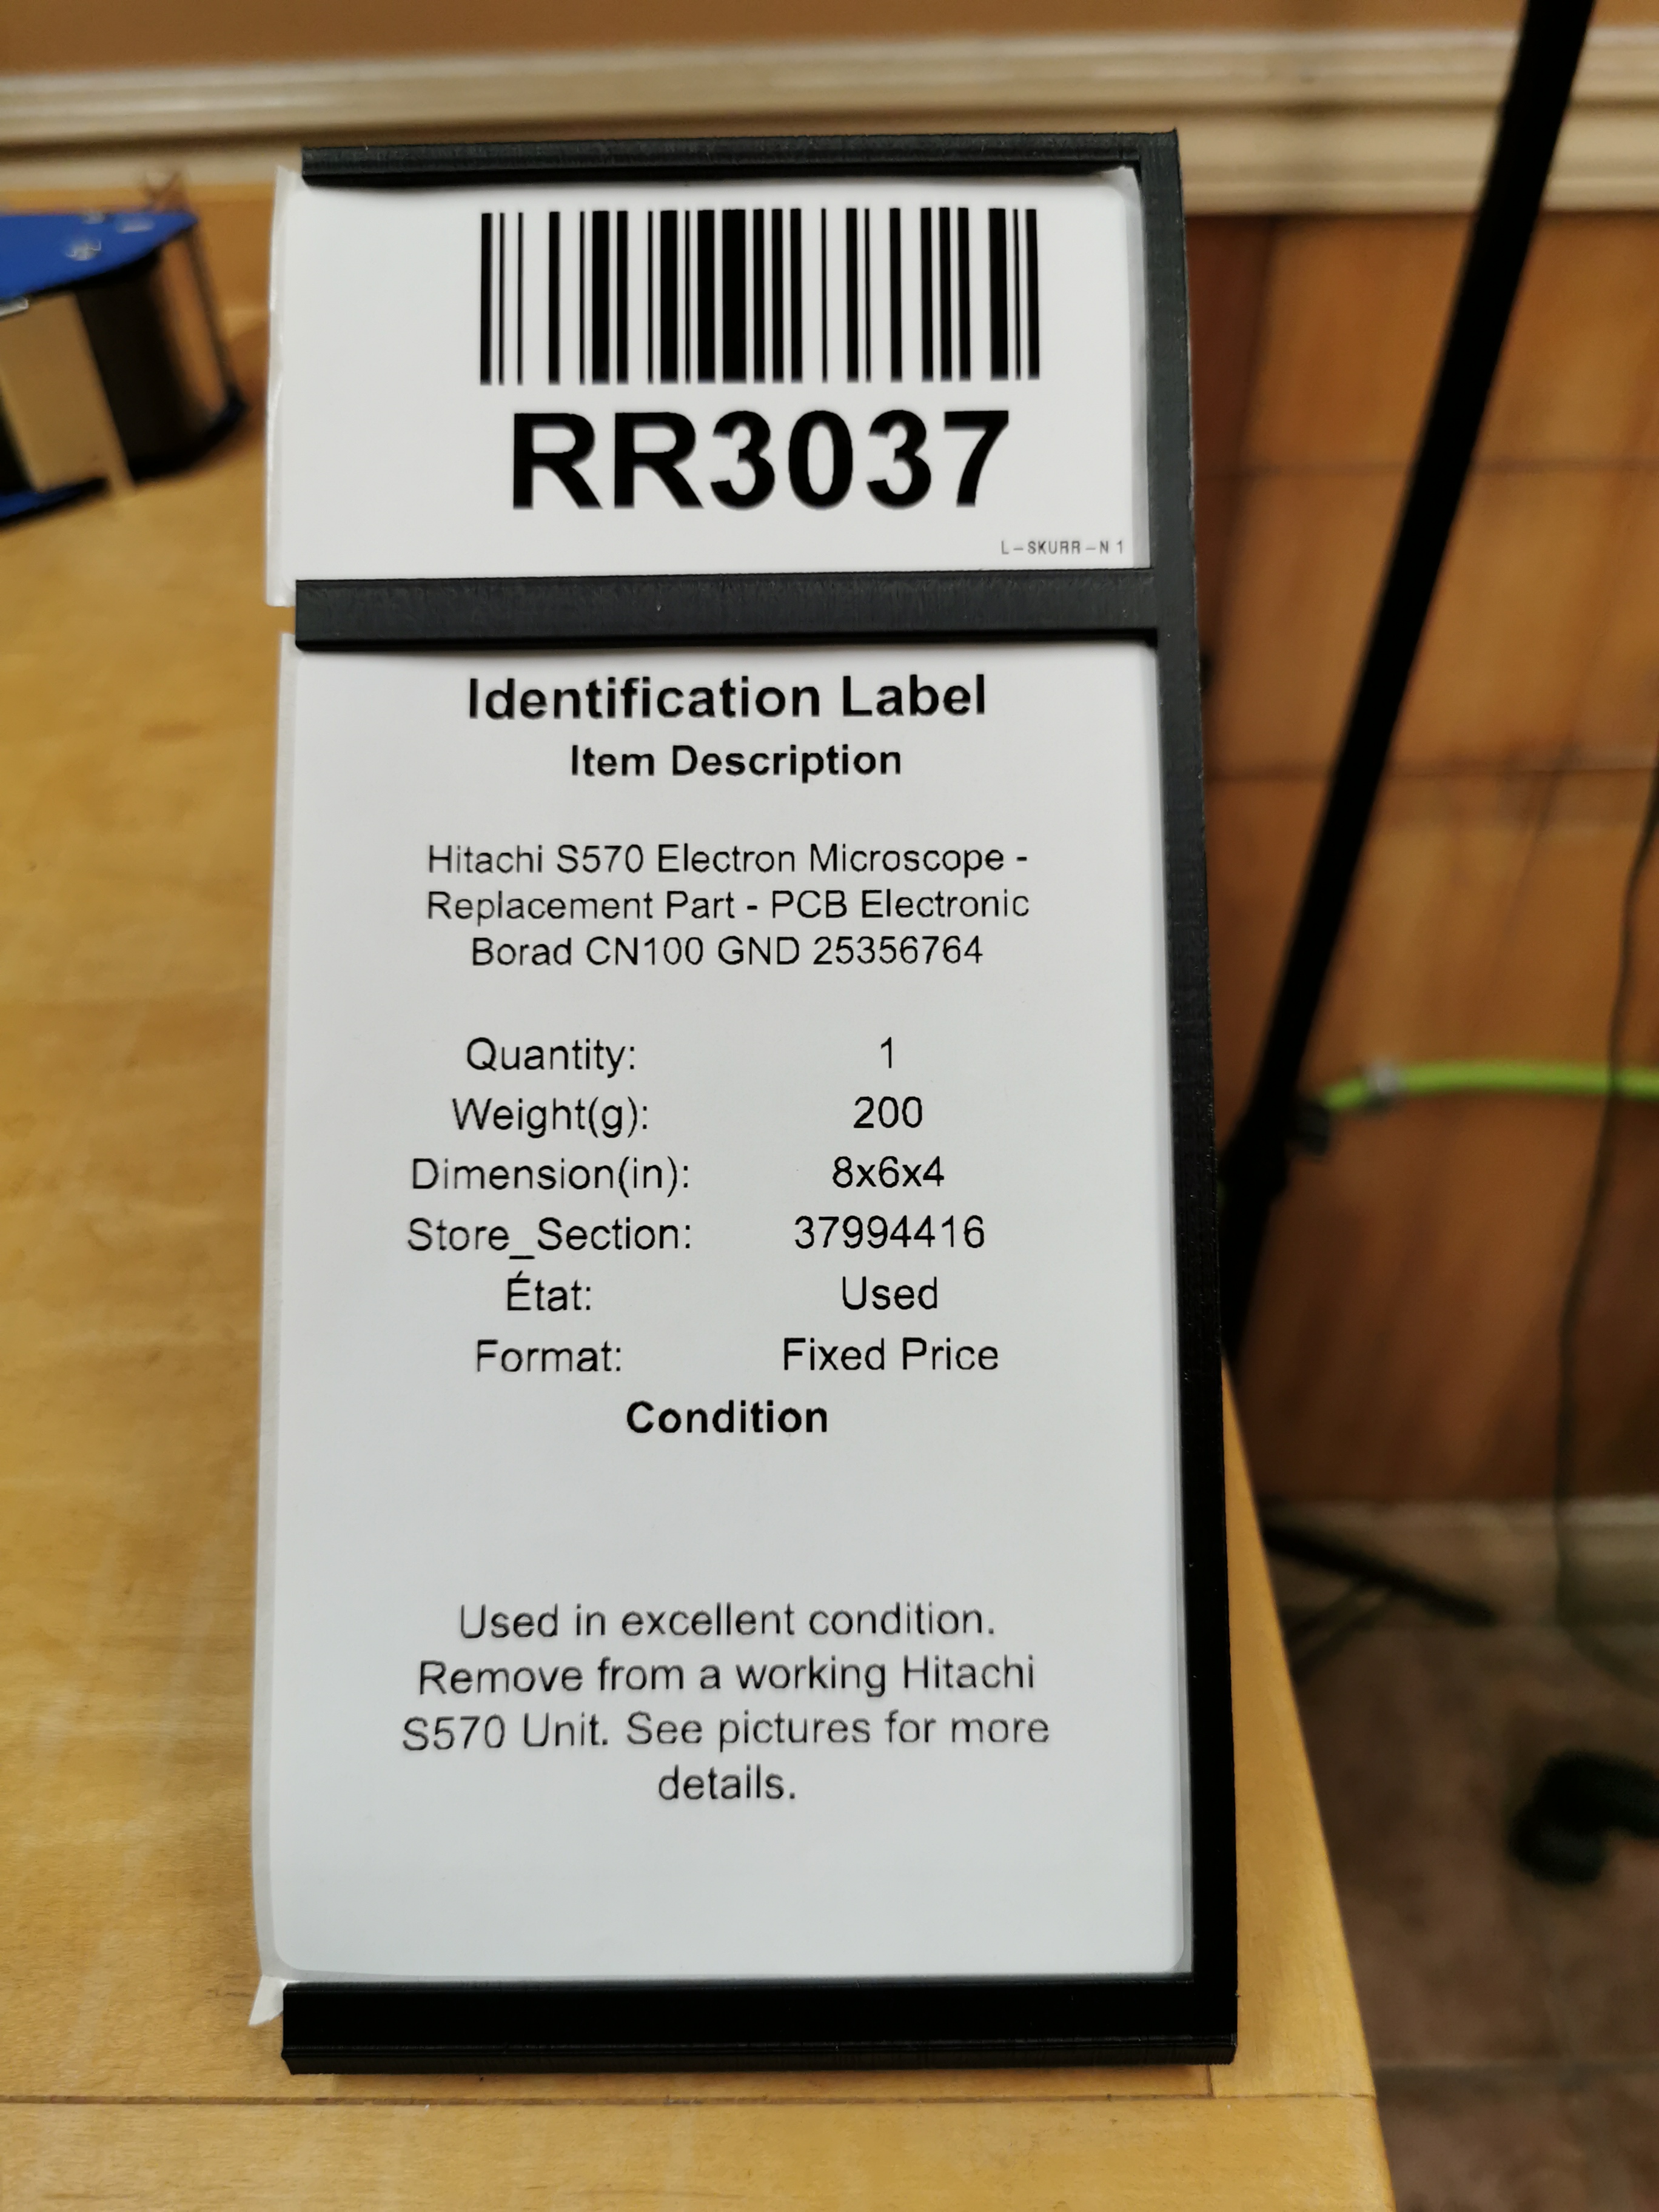 RR3037
L-SKURR-N 1
Identification Label
Item Description
Hitachi S570 Electron Microscope -
Replacement Part - PCB Electronic
Borad CN100 GND 25356764
Quantity: 1
Weight(g): 200
Dimension(in): 8x6x4
Store_Section: 37994416
État: Used
Format: Fixed Price
Condition
Used in excellent condition.
Remove from a working Hitachi
S570 Unit. See pictures for more
details.